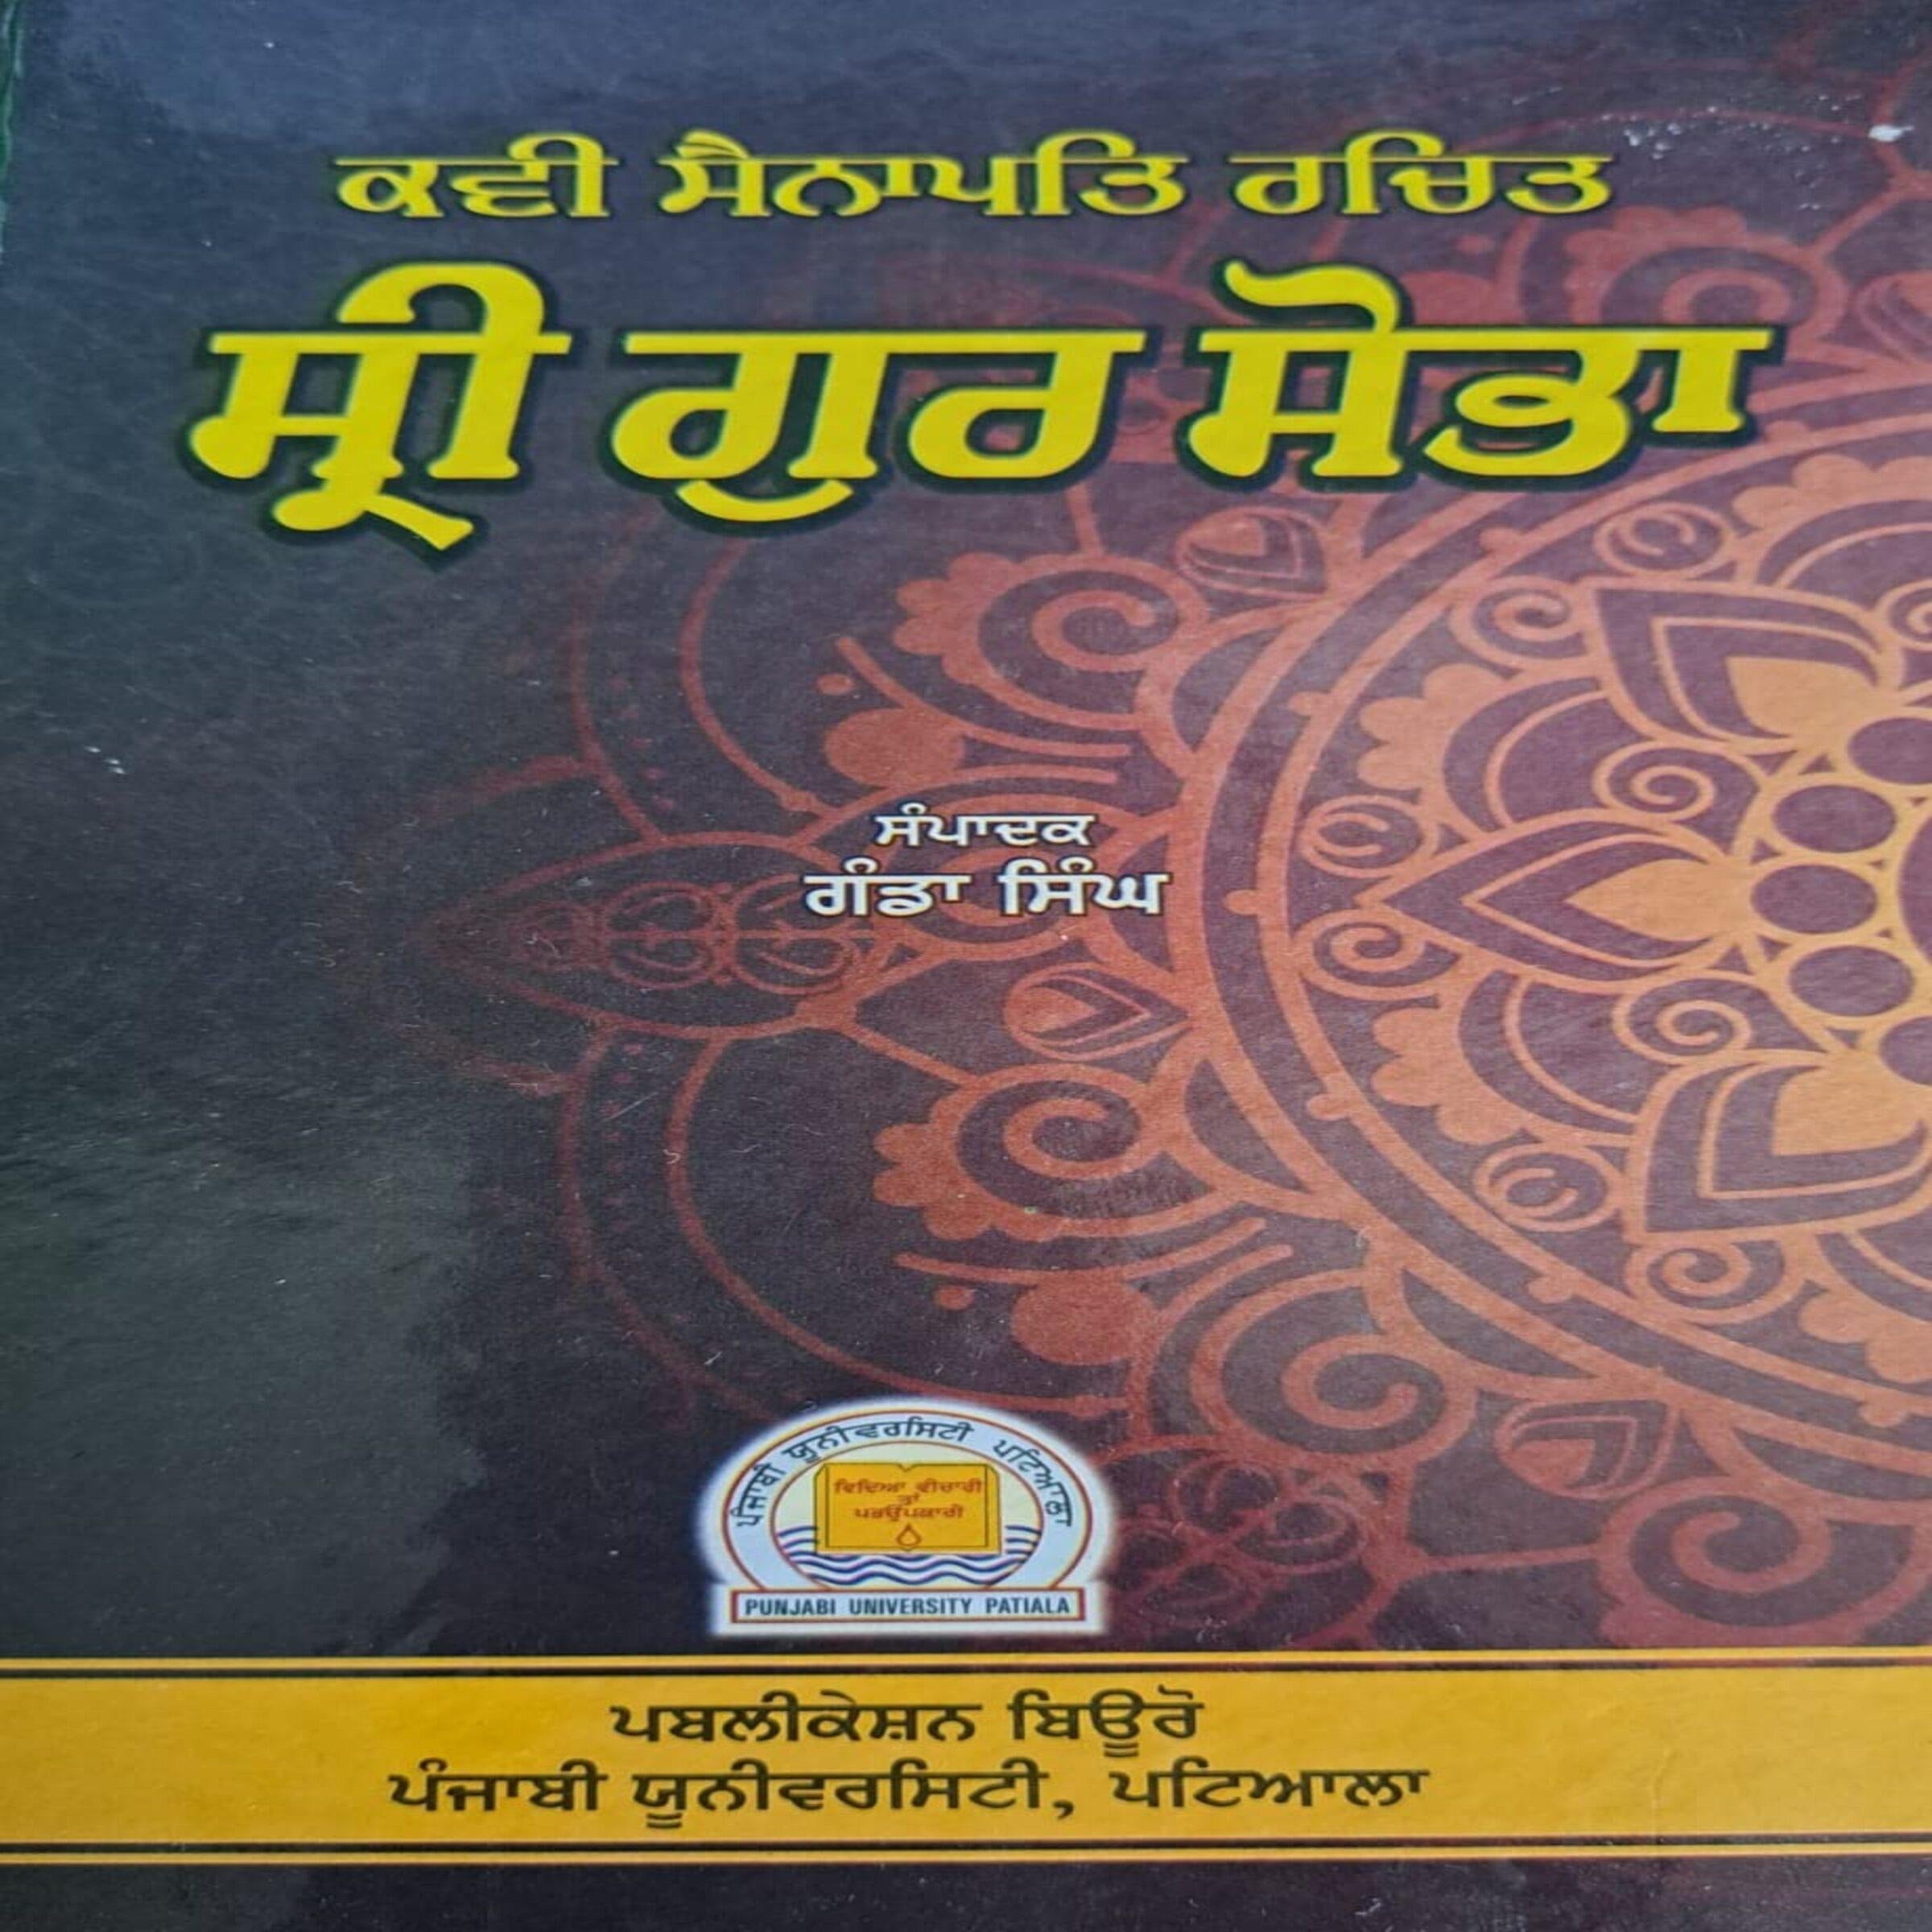 ਕਵੀ ਸੈਨਾਪਤਿ ਰਚਿਤ
ਸ੍ਰੀ ਗੁਰ ਸੋਭਾ
ਸੰਪਾਦਕ
ਗੰਡਾ ਸਿੰਘ
ਪੰਜਾਬੀ ਯੂਨੀਵਰਸਿਟੀ ਪਟਿਆਲਾ
ਵਿਦਿਆ ਵੀਚਾਰੀ
ਤਾਂ
ਪਰਉਪਕਾਰੀ
PUNJABI UNIVERSITY PATIALA
ਪਬਲੀਕੇਸ਼ਨ ਬਿਊਰੋ
ਪੰਜਾਬੀ ਯੂਨੀਵਰਸਿਟੀ, ਪਟਿਆਲਾ